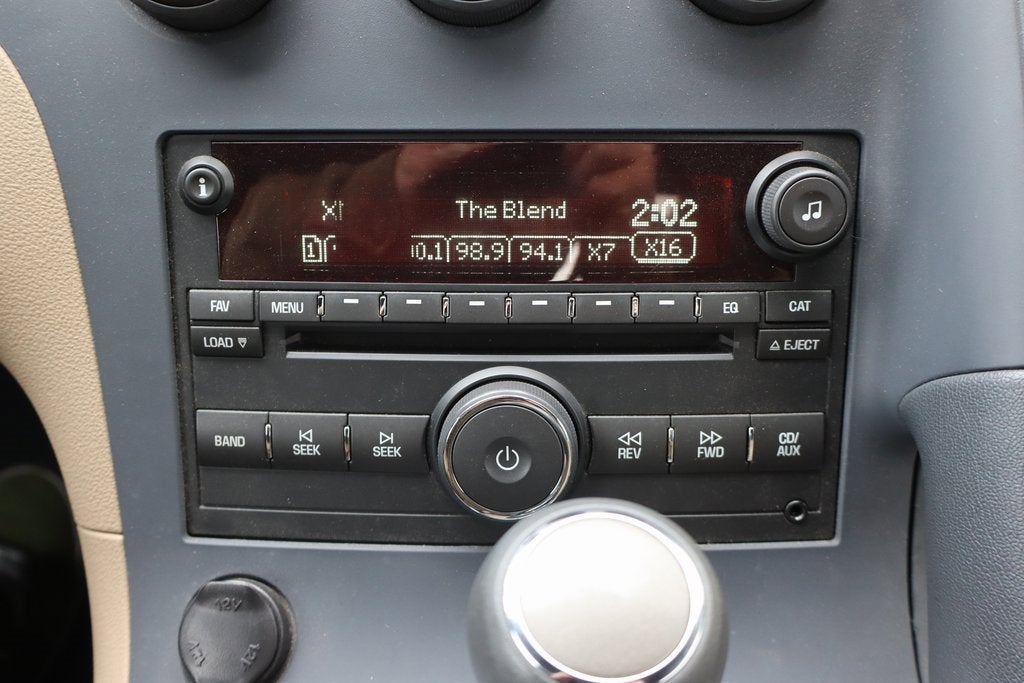 i
X The Blend 2:02
1 0.1 98.9 94.1 X7 X16
FAV MENU EQ CAT
LOAD EJECT
BAND SEEK SEEK REV FWD CD/
AUX
12V